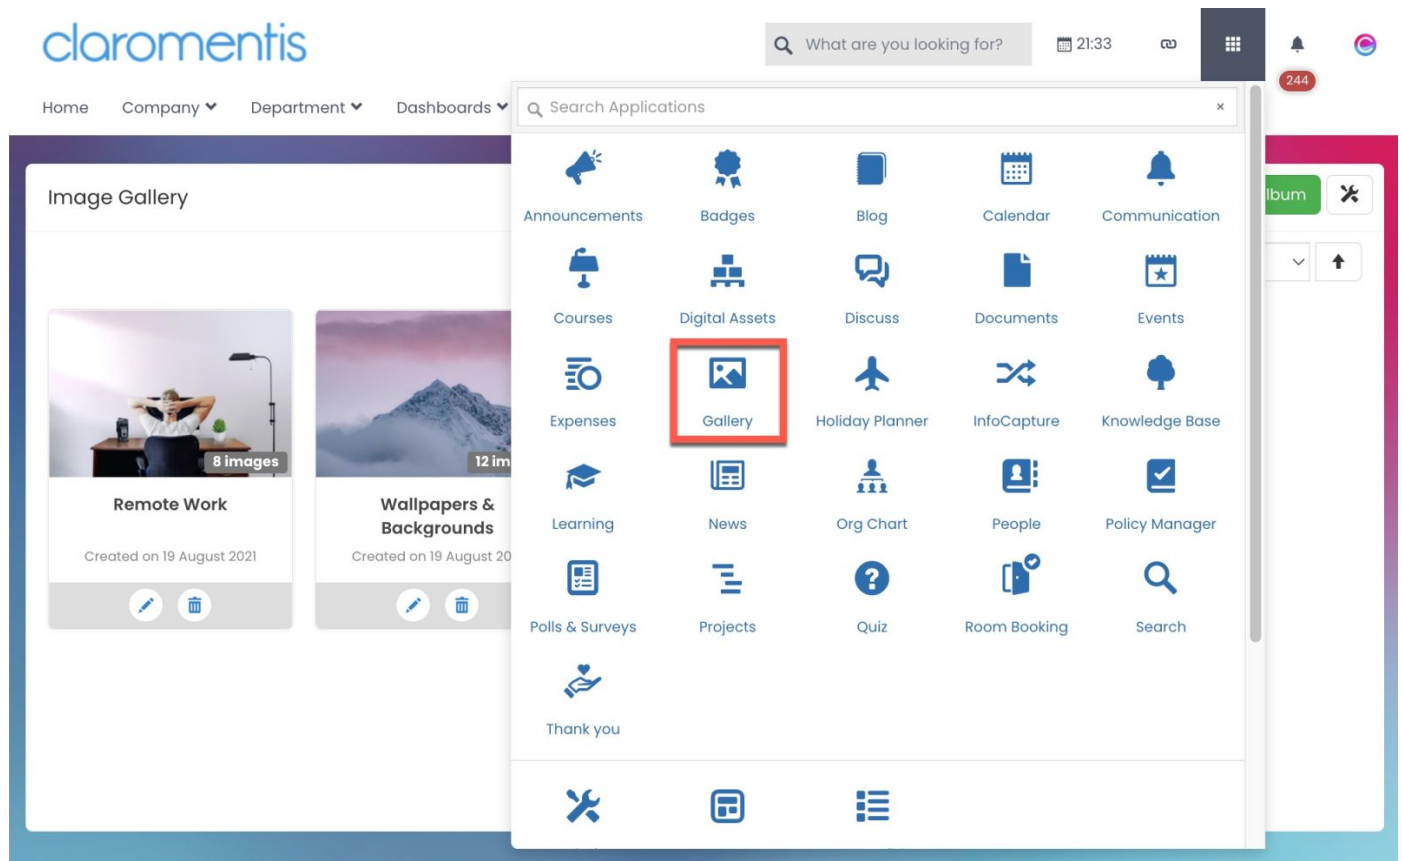 claromentis
What are you looking for?
21:33
244
Home
Company
Department
Dashboards
Search Applications
×
Image Gallery
Announcements
Badges
Blog
Calendar
Communication
lbum
Courses
Digital Assets
Discuss
Documents
Events
Expenses
Gallery
Holiday Planner
InfoCapture
Knowledge Base
8 images
12 im
Learning
News
Org Chart
People
Policy Manager
Remote Work
Wallpapers &
Backgrounds
Created on 19 August 2021
Created on 19 August 20
Polls & Surveys
Projects
Quiz
Room Booking
Search
Thank you